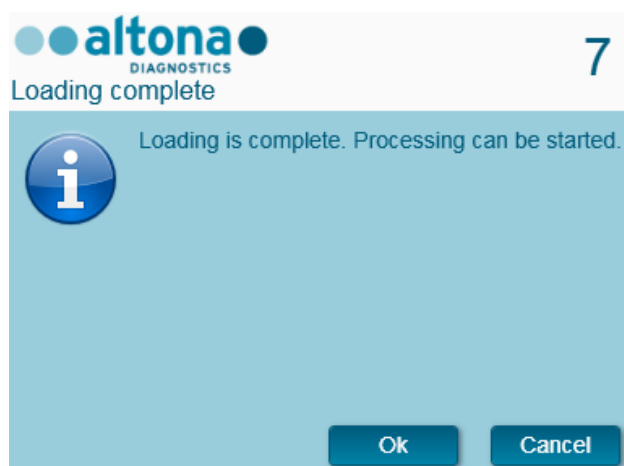 altona
DIAGNOSTICS
7
Loading complete
Loading is complete. Processing can be started.
Ok
Cancel